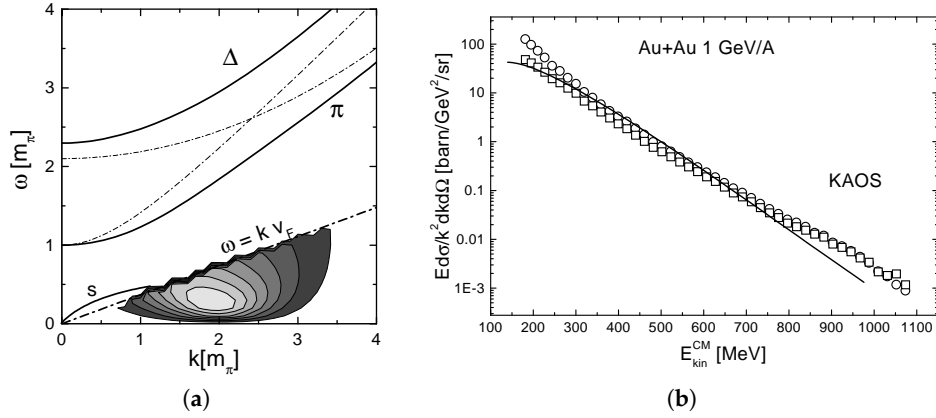 4
3
2
1
0
ω [m_π]
Δ
π
ω = k v_F
s
0 1 2 3 4
k[m_π]
(a)
Au+Au 1 GeV/A
KAOS
100
10
1
0.1
0.01
1E-3
Edσ/k²dkdΩ [barn/GeV²/sr]
100 200 300 400 500 600 700 800 900 1000 1100
E_kin^CM [MeV]
(b)